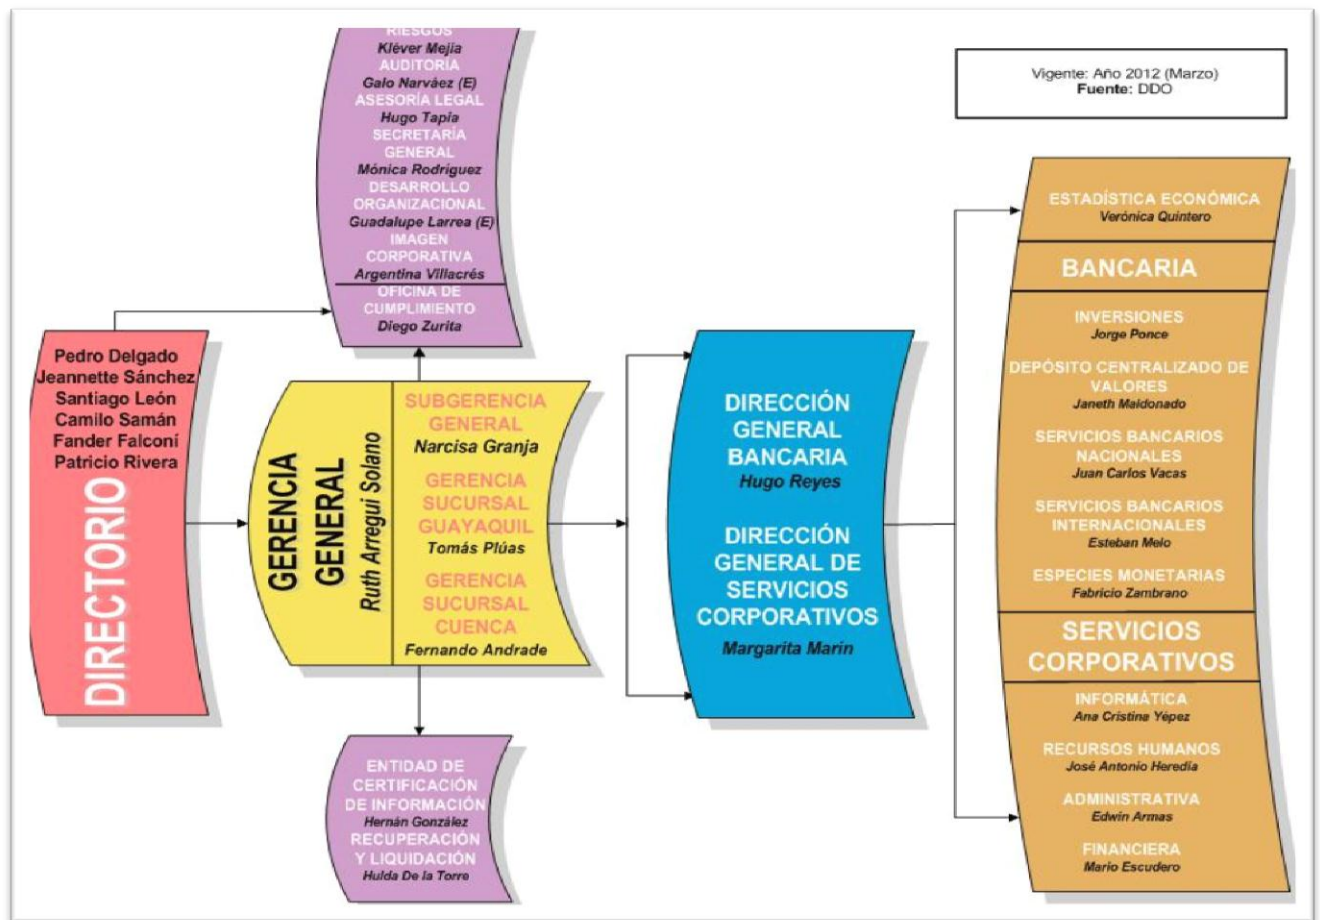 RIESGOS
Kléver Mejía
AUDITORÍA
Galo Narváez (E)
ASESORÍA LEGAL
Hugo Tapia
SECRETARÍA
GENERAL
Mónica Rodríguez
DESARROLLO
ORGANIZACIONAL
Guadalupe Larrea (E)
IMAGEN
CORPORATIVA
Argentina Villacrés
OFICINA DE
CUMPLIMIENTO
Diego Zurita
Vigente: Año 2012 (Marzo)
Fuente: DDO
Pedro Delgado
Jeannette Sánchez
Santiago León
Camilo Samán
Fander Falconí
Patricio Rivera
DIRECTORIO
GERENCIA
GENERAL
Ruth Arregui Solano
SUBGERENCIA
GENERAL
Narcisa Granja
GERENCIA
SUCURSAL
GUAYAQUIL
Tomás Plúas
GERENCIA
SUCURSAL
CUENCA
Fernando Andrade
ENTIDAD DE
CERTIFICACIÓN
DE INFORMACIÓN
Hernán González
RECUPERACIÓN
Y LIQUIDACIÓN
Hulda De la Torre
DIRECCIÓN
GENERAL
BANCARIA
Hugo Reyes
DIRECCIÓN
GENERAL DE
SERVICIOS
CORPORATIVOS
Margarita Marín
ESTADÍSTICA ECONÓMICA
Verónica Quintero
BANCARIA
INVERSIONES
Jorge Ponce
DEPÓSITO CENTRALIZADO DE
VALORES
Janeth Maldonado
SERVICIOS BANCARIOS
NACIONALES
Juan Carlos Vacas
SERVICIOS BANCARIOS
INTERNACIONALES
Esteban Melo
ESPECIES MONETARIAS
Fabricio Zambrano
SERVICIOS
CORPORATIVOS
INFORMÁTICA
Ana Cristina Yépez
RECURSOS HUMANOS
José Antonio Heredia
ADMINISTRATIVA
Edwin Armas
FINANCIERA
Mario Escudero